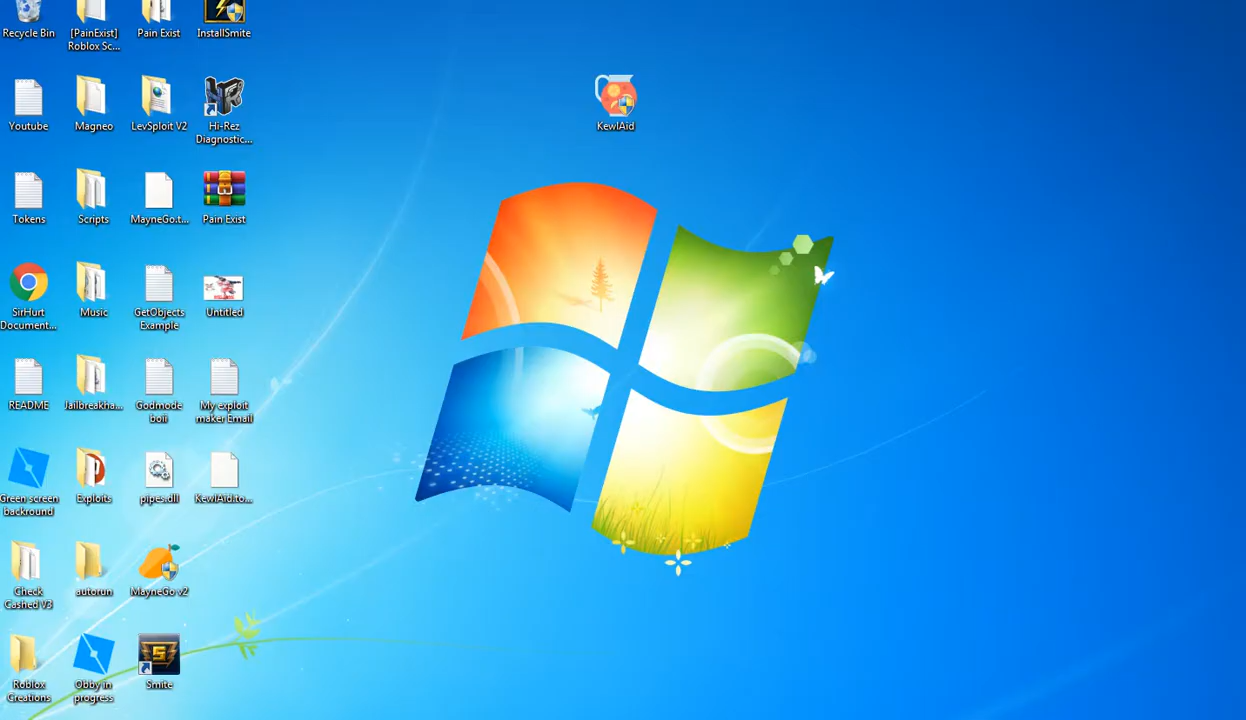 Recycle Bin
[PainExist]
Roblox Sc...
Pain Exist
InstallSmite
KewlAid
Youtube
Magneo
LevSploit V2
Hi-Rez
Diagnostic...
Tokens
Scripts
MayneGo.t...
Pain Exist
SirHurt
Document...
Music
GetObjects
Example
Untitled
README
Jailbreakha...
Godmode
boii
My exploit
maker Email
Green screen
backround
Exploits
pipes.dll
KewlAid.to...
Check
Cashed V3
autorun
MayneGo v2
Roblox
Creations
Obby in
progress
Smite